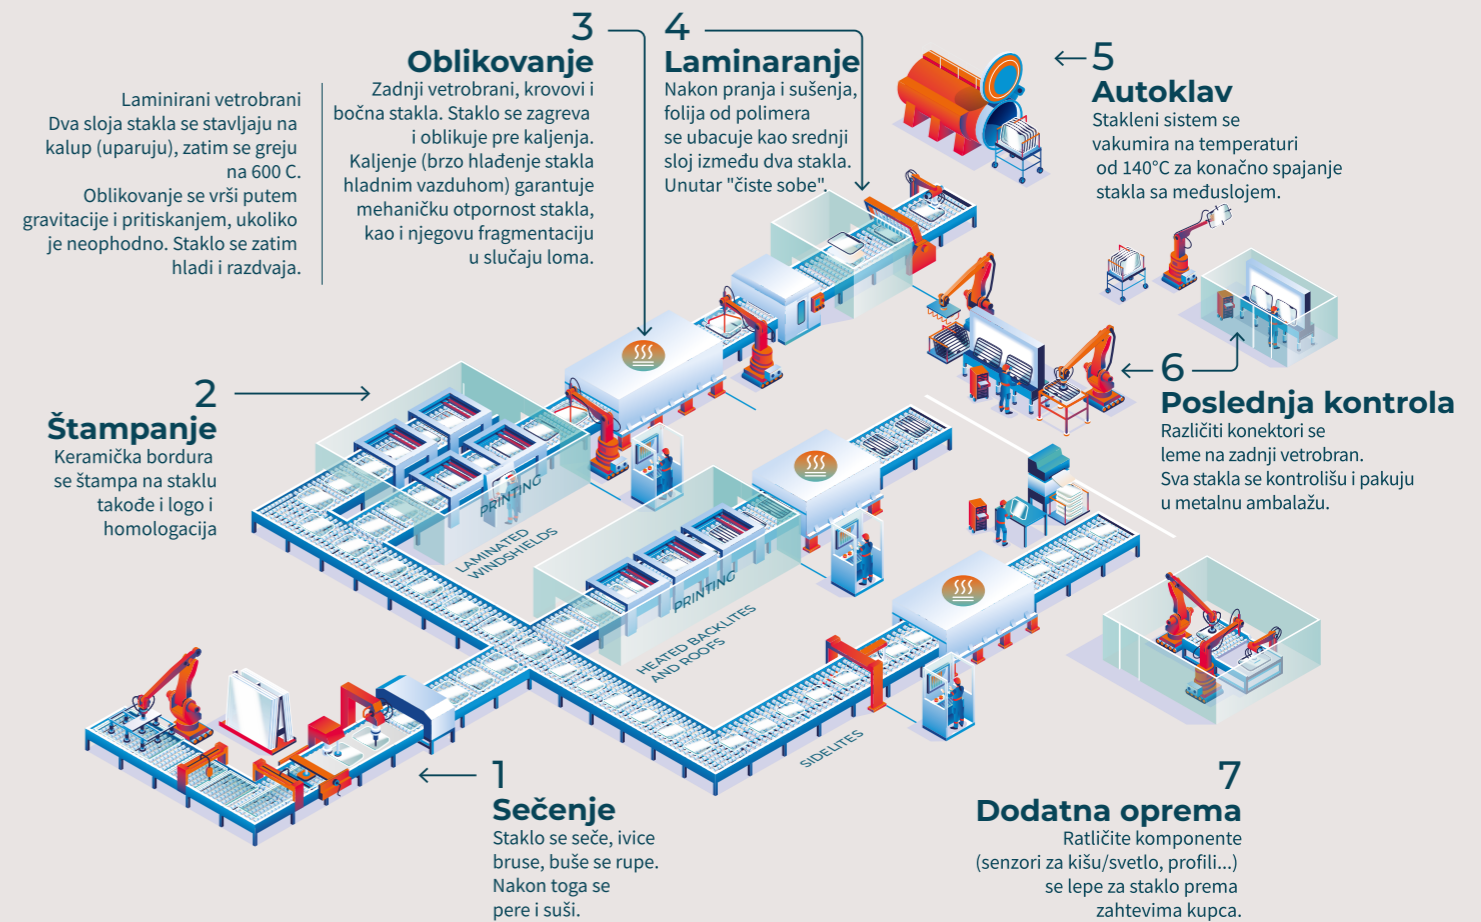 3
Oblikovanje
Zadnji vetrobrani, krovovi i
bočna stakla. Staklo se zagreva
i oblikuje pre kaljenja.
Kaljenje (brzo hlađenje stakla
hladnim vazduhom) garantuje
mehaničku otpornost stakla,
kao i njegovu fragmentaciju
u slučaju loma.
Laminirani vetrobrani
Dva sloja stakla se stavljaju na
kalup (uparuju), zatim se greju
na 600 C.
Oblikovanje se vrši putem
gravitacije i pritiskanjem, ukoliko
je neophodno. Staklo se zatim
hladi i razdvaja.
4
Laminaranje
Nakon pranja i sušenja,
folija od polimera
se ubacuje kao srednji
sloj između dva stakla.
Unutar "čiste sobe".
5
Autoklav
Stakleni sistem se
vakumira na temperaturi
od 140°C za konačno spajanje
stakla sa međuslojem.
2
Štampanje
Keramička bordura
se štampa na staklu
takođe i logo i
homologacija
6
Poslednja kontrola
Različiti konektori se
leme na zadnji vetrobran.
Sva stakla se kontrolišu i pakuju
u metalnu ambalažu.
PRINTING
LAMINATED
WINDSHIELDS
PRINTING
HEATED BACKLITES
AND ROOFS
SIDELITES
1
Sečenje
Staklo se seče, ivice
bruse, buše se rupe.
Nakon toga se
pere i suši.
7
Dodatna oprema
Ratličite komponente
(senzori za kišu/svetlo, profili...)
se lepe za staklo prema
zahtevima kupca.